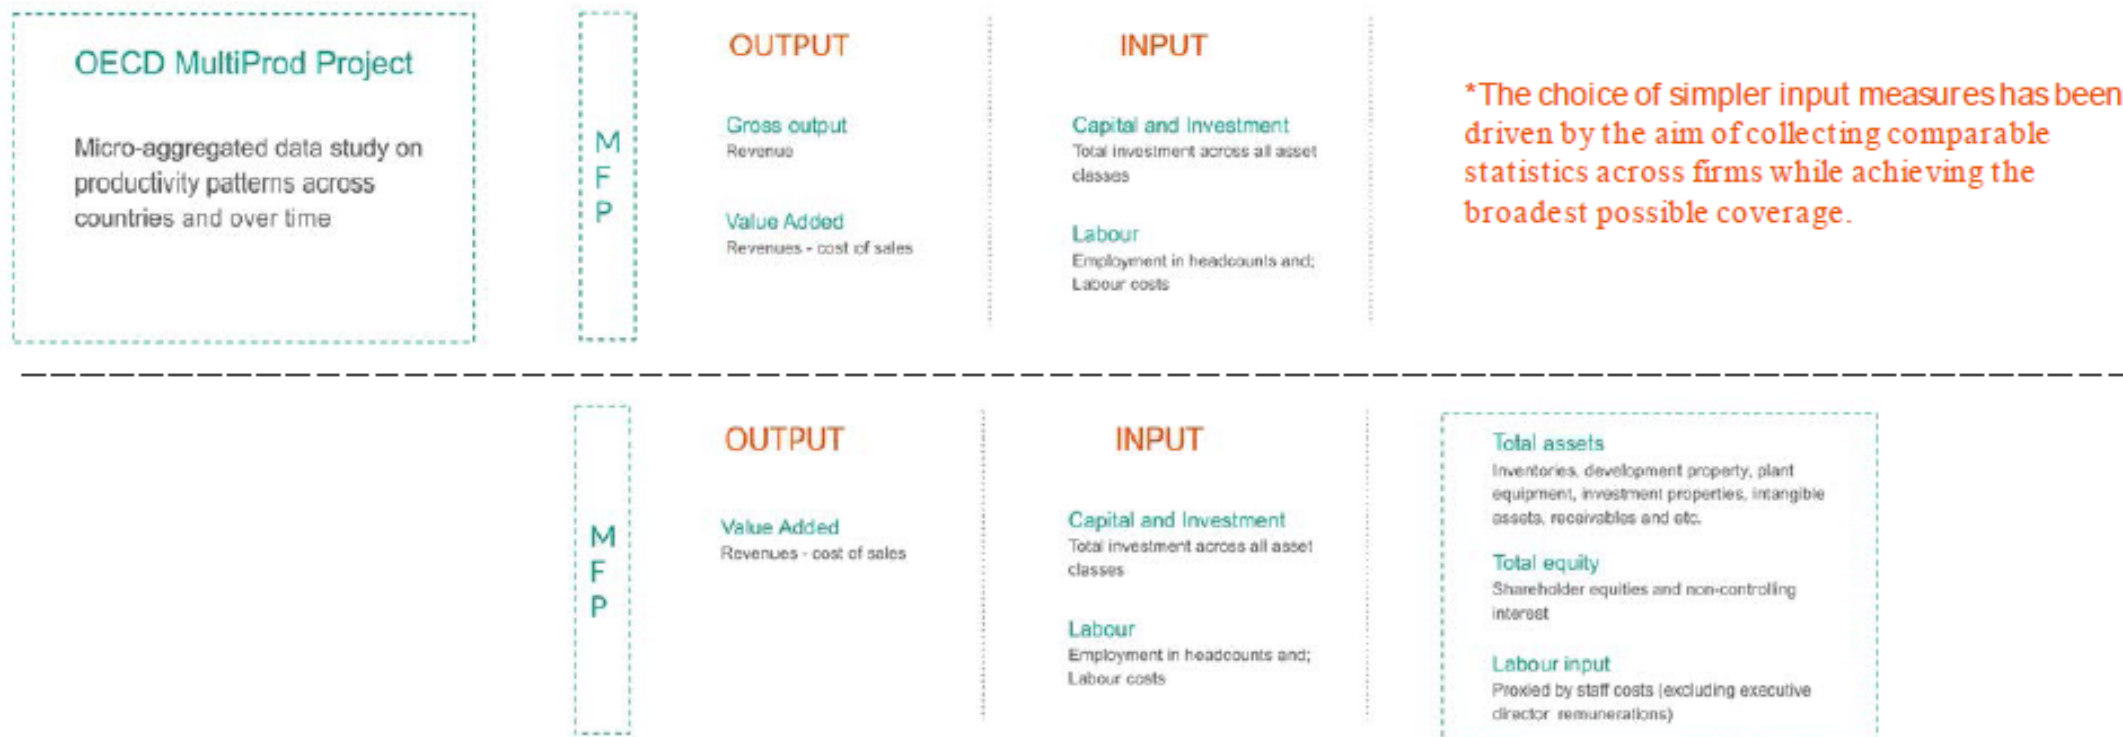 OECD MultiProd Project
Micro-aggregated data study on
productivity patterns across
countries and over time
M
F
P
OUTPUT
Gross output
Revenue
Value Added
Revenues - cost of sales
INPUT
Capital and Investment
Total investment across all asset
classes
Labour
Employment in headcounts and;
Labour costs
*The choice of simpler input measures has been
driven by the aim of collecting comparable
statistics across firms while achieving the
broadest possible coverage.
M
F
P
OUTPUT
Value Added
Revenues - cost of sales
INPUT
Capital and Investment
Total investment across all asset
classes
Labour
Employment in headcounts and;
Labour costs
Total assets
Inventories, development property, plant
equipment, investment properties, intangible
assets, receivables and etc.
Total equity
Shareholder equities and non-controlling
interest
Labour input
Proxied by staff costs (excluding executive
director remunerations)